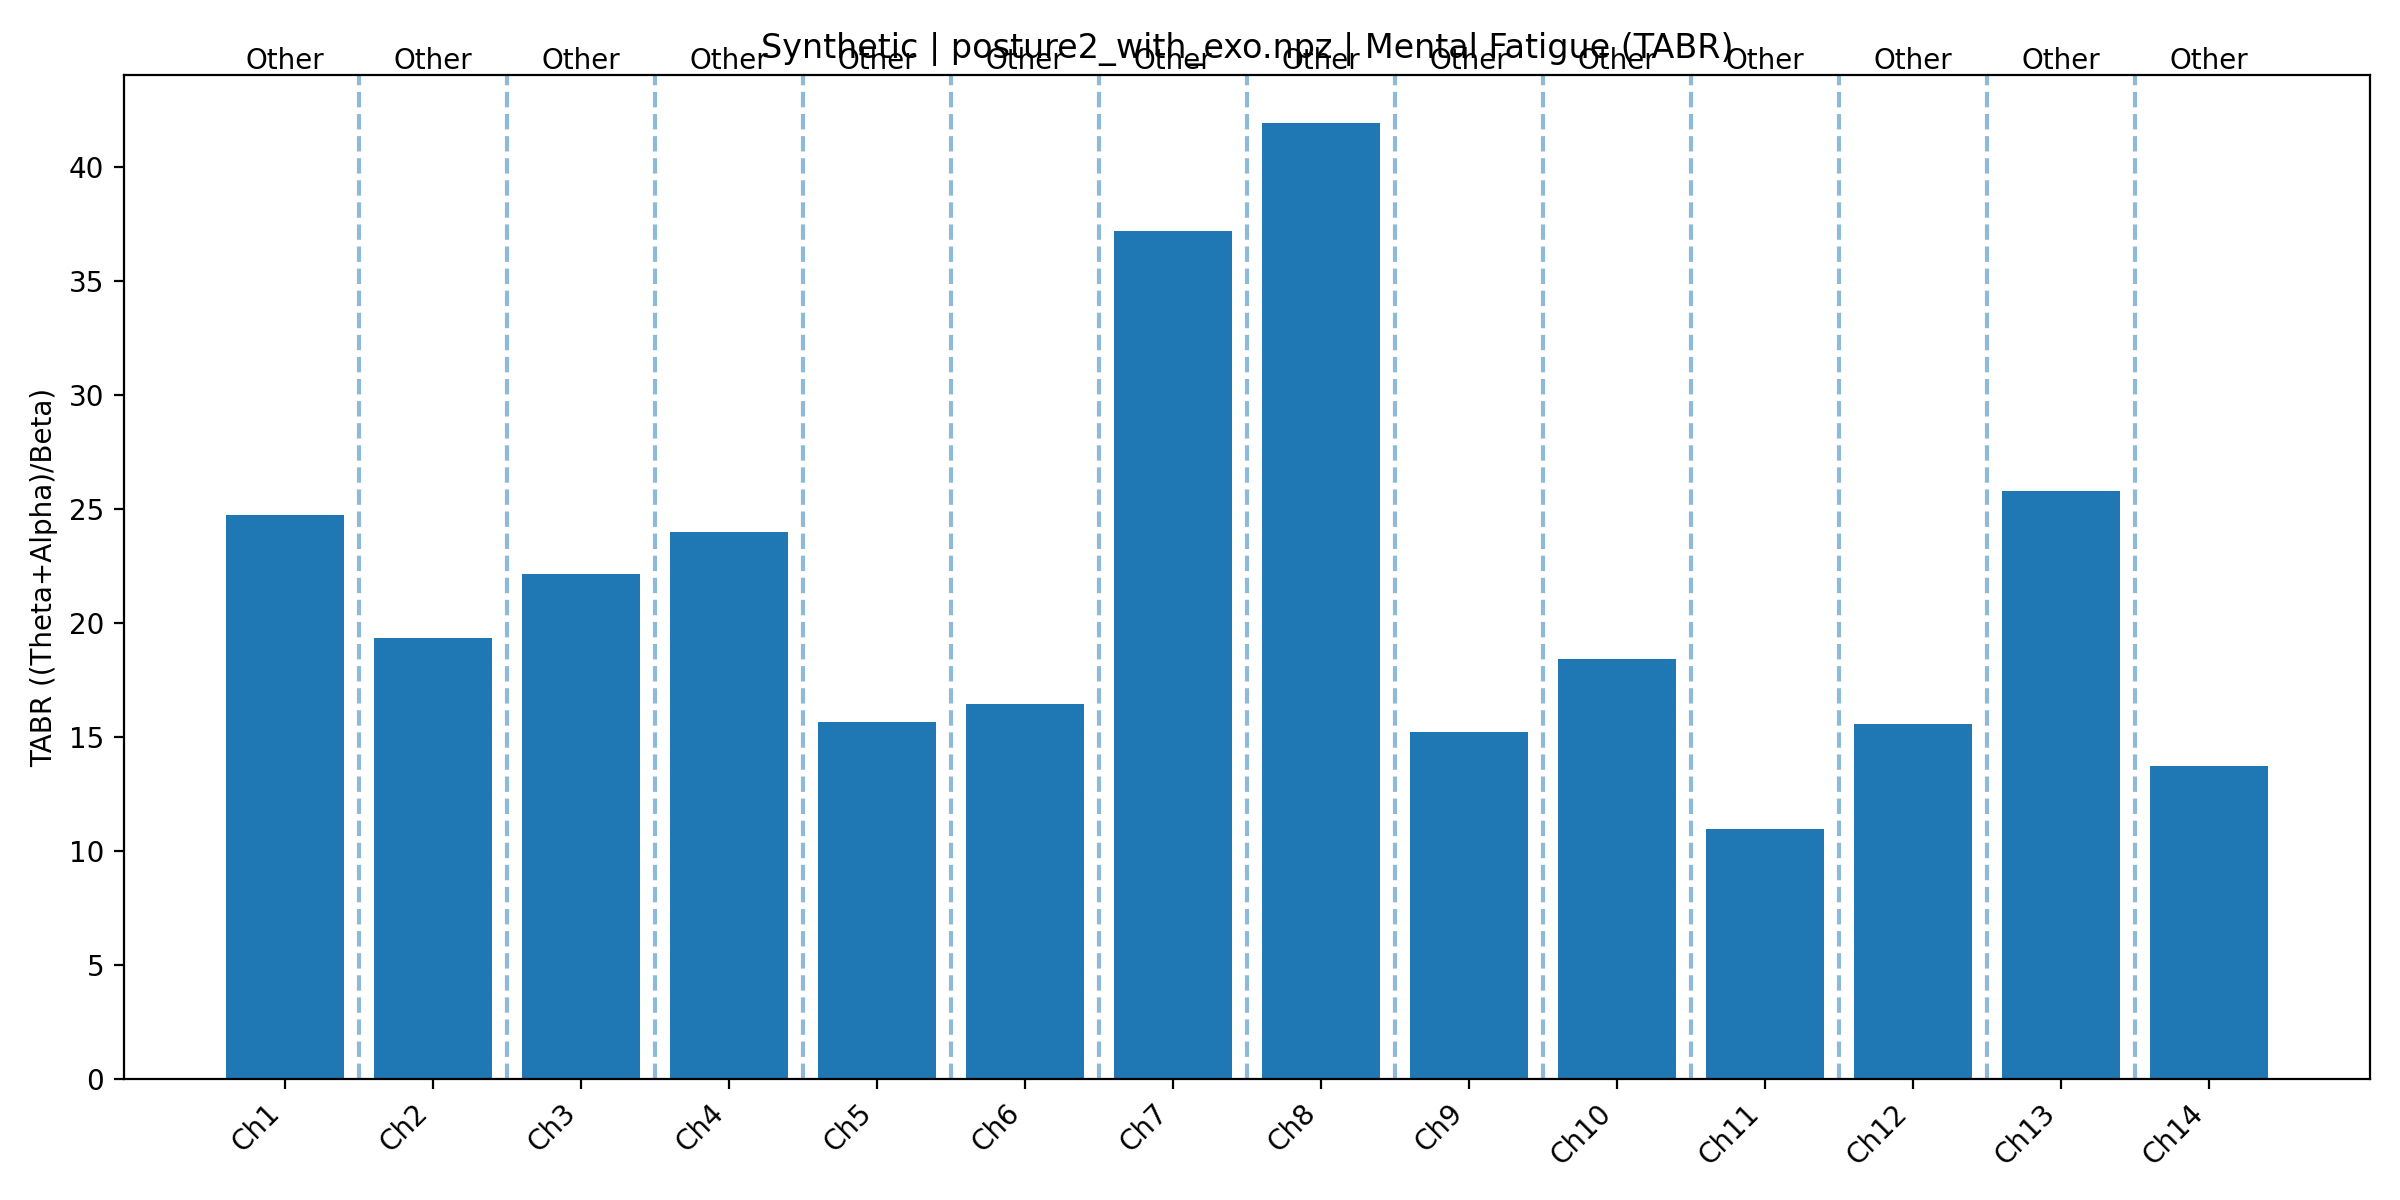 Synthetic | posture2_with_exo.npz | Mental Fatigue (TABR)
Other Other Other Other Other Other Other Other Other Other Other Other Other Other
TABR ((Theta+Alpha)/Beta)
40
35
30
25
20
15
10
5
0
Ch1 Ch2 Ch3 Ch4 Ch5 Ch6 Ch7 Ch8 Ch9 Ch10 Ch11 Ch12 Ch13 Ch14